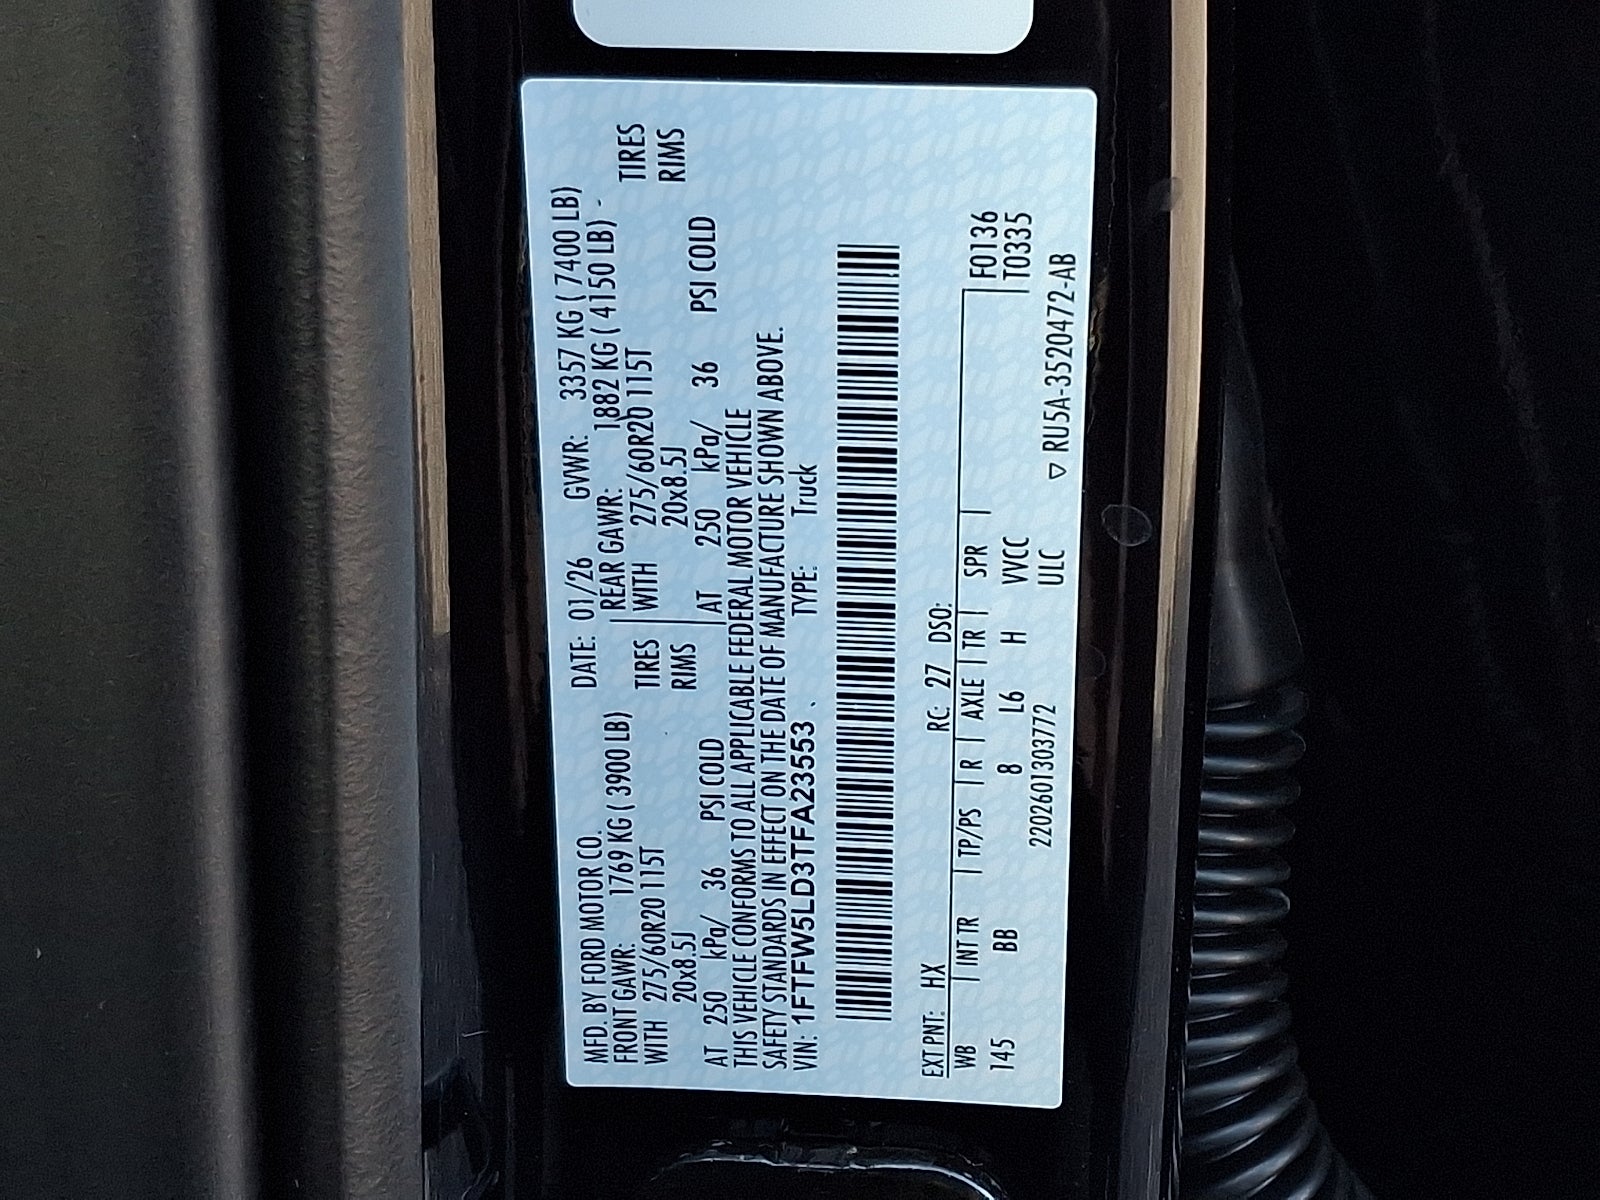 MFD. BY FORD MOTOR CO. DATE: 01/26 GVWR: 3357 KG ( 7400 LB)
FRONT GAWR: 1769 KG ( 3900 LB) REAR GAWR: 1882 KG ( 4150 LB)
WITH 275/60R20 115T TIRES WITH 275/60R20 115T TIRES
20x8.5J RIMS 20x8.5J RIMS
AT 250 kPa/ 36 PSI COLD AT 250 kPa/ 36 PSI COLD
THIS VEHICLE CONFORMS TO ALL APPLICABLE FEDERAL MOTOR VEHICLE
SAFETY STANDARDS IN EFFECT ON THE DATE OF MANUFACTURE SHOWN ABOVE.
VIN: 1FTFW5LD3TFA23553 TYPE: Truck
EXT PNT: HX RC: 27 DSO:
WB | INT TR | TP/PS | R | AXLE | TR | SPR | F0136
145 BB 8 L6 H VVCC T0335
2202601303772 ULC ▽ RU5A-3520472-AB